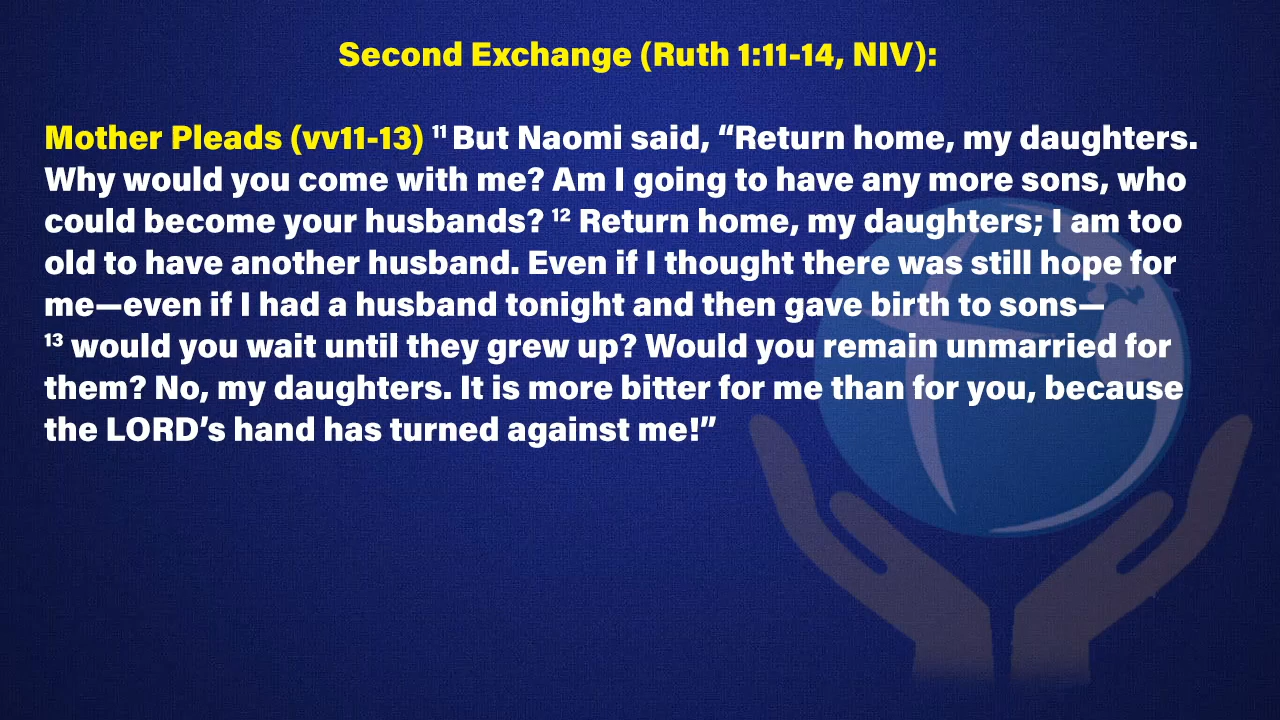 Second Exchange (Ruth 1:11-14, NIV):
Mother Pleads (vv11-13) ¹¹ But Naomi said, “Return home, my daughters.
Why would you come with me? Am I going to have any more sons, who
could become your husbands? ¹² Return home, my daughters; I am too
old to have another husband. Even if I thought there was still hope for
me—even if I had a husband tonight and then gave birth to sons—
¹³ would you wait until they grew up? Would you remain unmarried for
them? No, my daughters. It is more bitter for me than for you, because
the LORD’s hand has turned against me!”